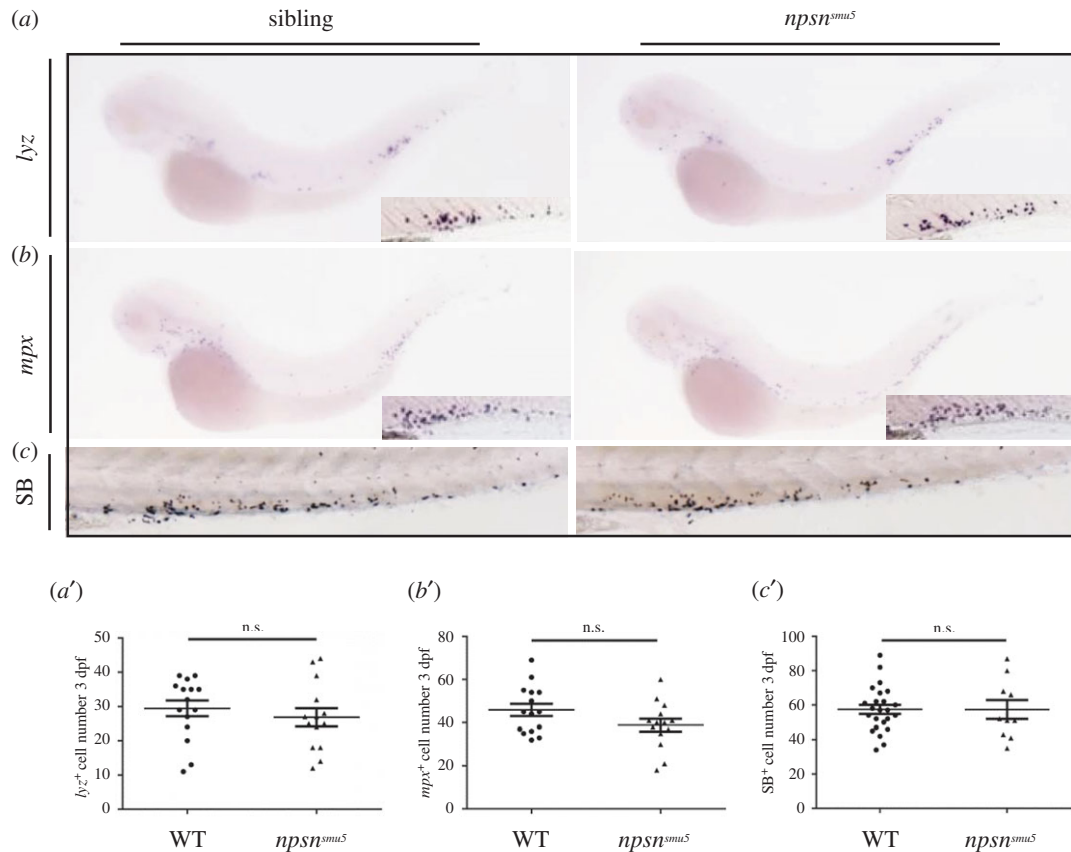 (a) sibling npsn^smu5
lyz
(b)
mpx
(c)
SB
(a′) (b′) (c′)
n.s. n.s. n.s.
lyz+ cell number 3 dpf
50
40
30
20
10
0
WT npsn^smu5
mpx+ cell number 3 dpf
80
60
40
20
0
WT npsn^smu5
SB+ cell number 3 dpf
100
80
60
40
20
0
WT npsn^smu5